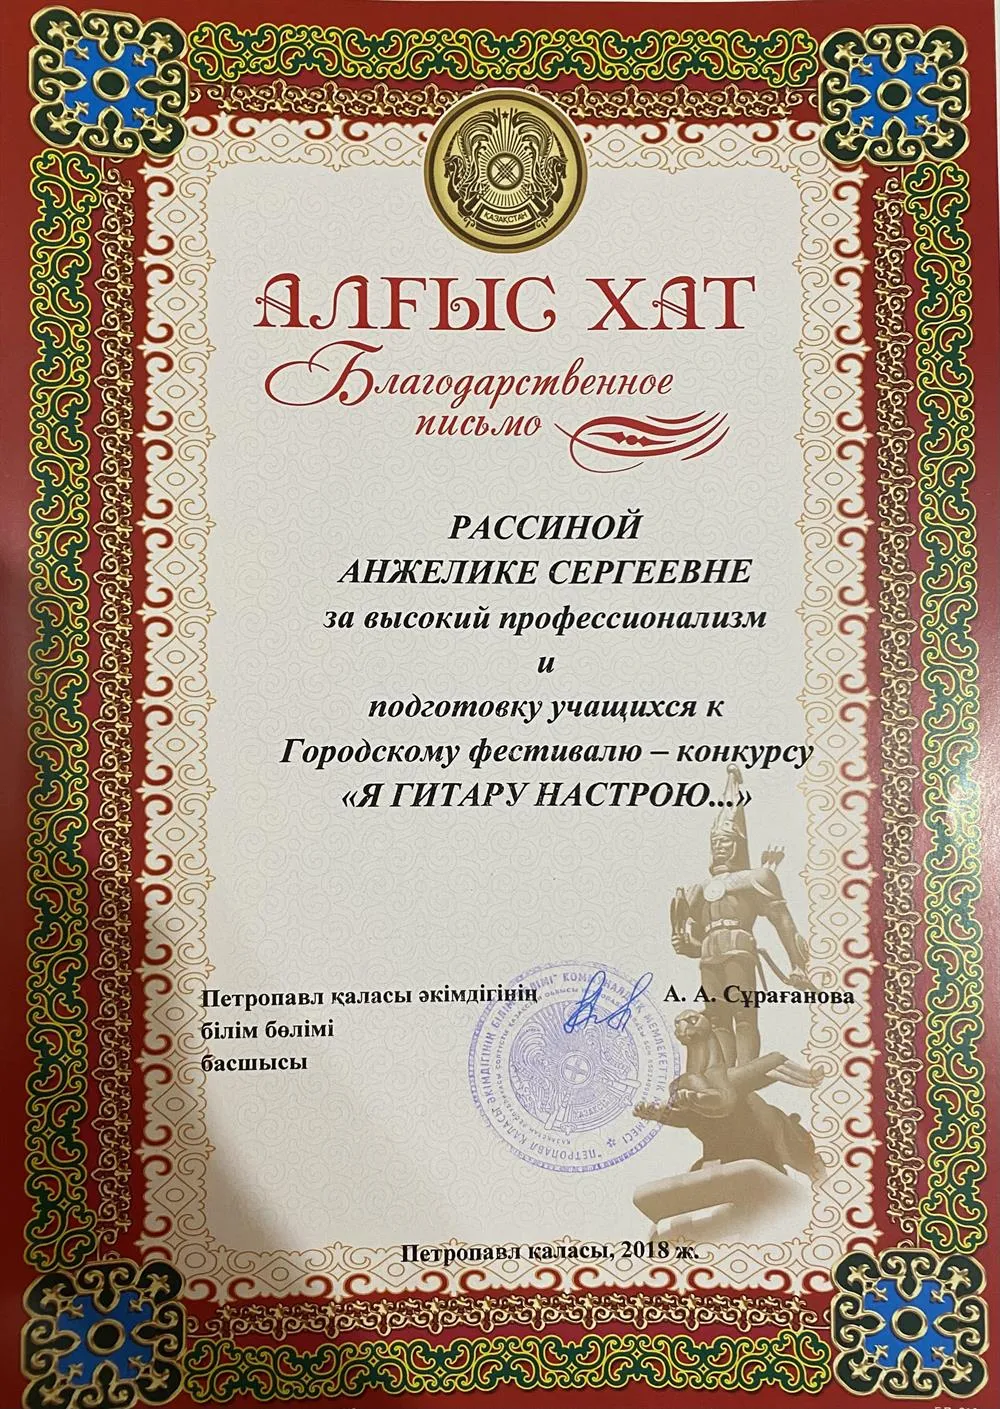 ҚАЗАҚСТАН
АЛҒЫС ХАТ
Благодарственное
письмо
РАССИНОЙ
АНЖЕЛИКЕ СЕРГЕЕВНЕ
за высокий профессионализм
и
подготовку учащихся к
Городскому фестивалю – конкурсу
«Я ГИТАРУ НАСТРОЮ...»
Петропавл қаласы әкімдігінің
білім бөлімі
басшысы
А. А. Сұрағанова
Петропавл қаласы, 2018 ж.